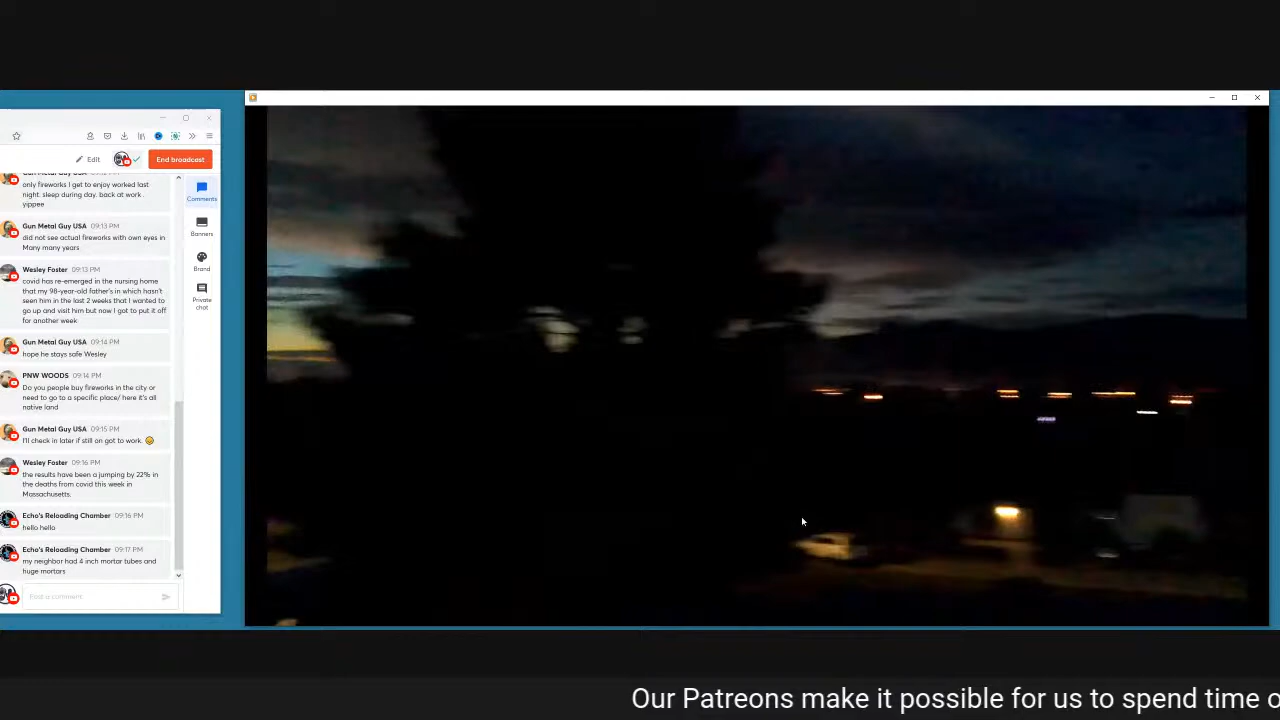 Edit
End broadcast
only fireworks I get to enjoy worked last
night. sleep during day. back at work .
yippee
Gun Metal Guy USA 09:13 PM
did not see actual fireworks with own eyes in
Many many years
Wesley Foster 09:13 PM
covid has re-emerged in the nursing home
that my 98-year-old father's in which hasn't
seen him in the last 2 weeks that I wanted to
go up and visit him but now I got to put it off
for another week
Gun Metal Guy USA 09:14 PM
hope he stays safe Wesley
PNW WOODS 09:14 PM
Do you people buy fireworks in the city or
need to go to a specific place/ here it's all
native land
Gun Metal Guy USA 09:15 PM
I'll check in later if still on got to work. 😀
Wesley Foster 09:16 PM
the results have been a jumping by 22% in
the deaths from covid this week in
Massachusetts.
Echo's Reloading Chamber 09:16 PM
hello hello
Echo's Reloading Chamber 09:17 PM
my neighbor had 4 inch mortar tubes and
huge mortars
Post a comment
Comments
Banners
Brand
Private
chat
Our Patreons make it possible for us to spend time